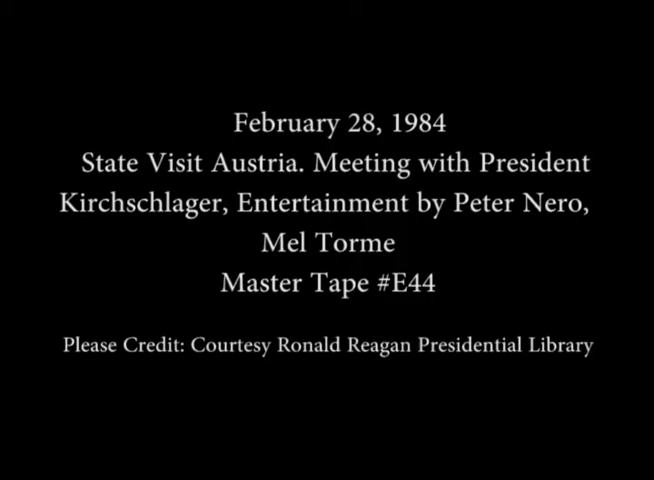 February 28, 1984
State Visit Austria. Meeting with President
Kirchschlager, Entertainment by Peter Nero,
Mel Torme
Master Tape #E44
Please Credit: Courtesy Ronald Reagan Presidential Library